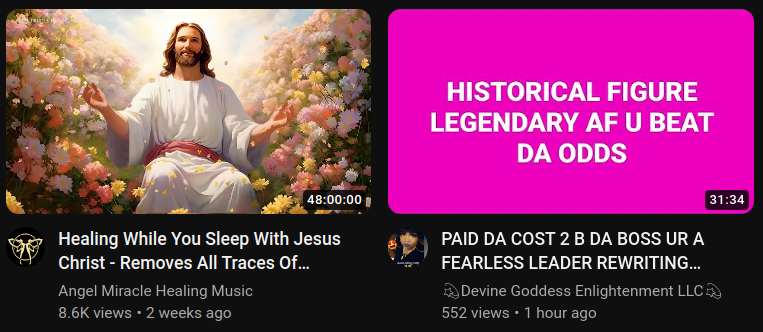 48:00:00
Healing While You Sleep With Jesus
Christ - Removes All Traces Of...
Angel Miracle Healing Music
8.6K views • 2 weeks ago
HISTORICAL FIGURE
LEGENDARY AF U BEAT
DA ODDS
31:34
PAID DA COST 2 B DA BOSS UR A
FEARLESS LEADER REWRITING...
💫Devine Goddess Enlightenment LLC💫
552 views • 1 hour ago